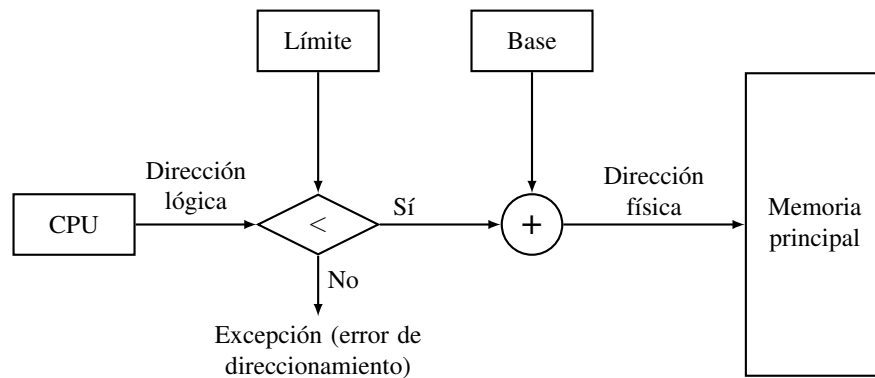 Límite
Base
Dirección
lógica
CPU
<
Sí
+
Dirección
física
Memoria
principal
No
Excepción (error de
direccionamiento)